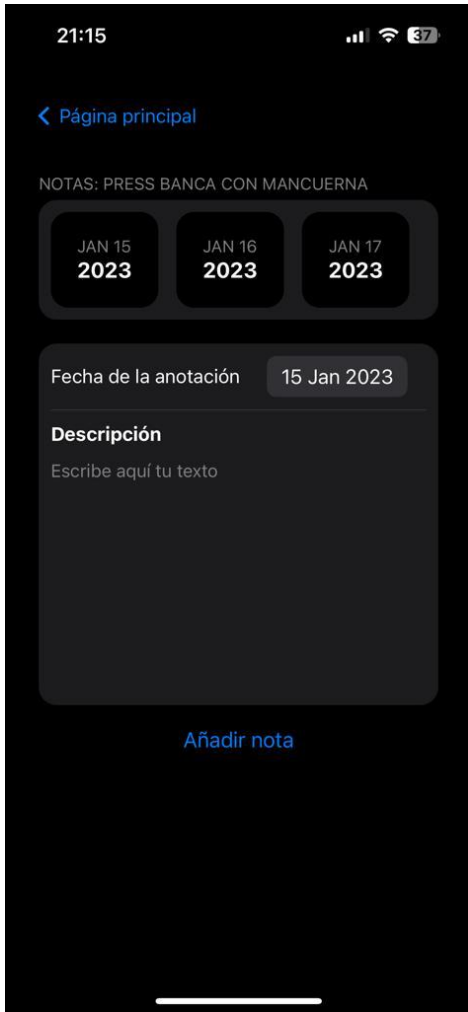 21:15
37
Página principal
NOTAS: PRESS BANCA CON MANCUERNA
JAN 15 JAN 16 JAN 17
2023 2023 2023
Fecha de la anotación 15 Jan 2023
Descripción
Escribe aquí tu texto
Añadir nota